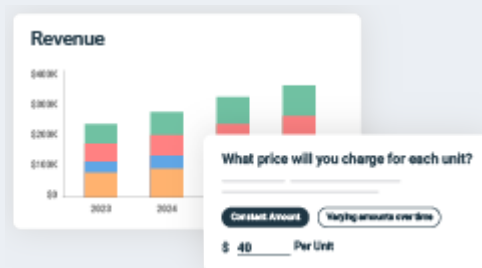 Revenue
$400K
$300K
$200K
$100K
$0
2023
2024
What price will you charge for each unit?
Constant Amount
Varying amounts over time
$ 40 Per Unit